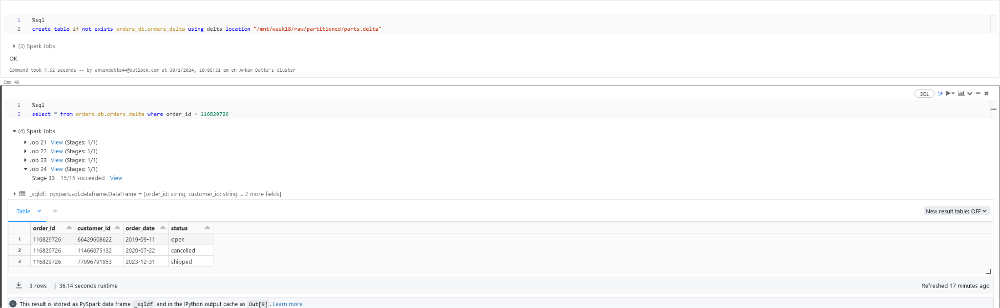 1 %sql
2 create table if not exists orders_db.orders_delta using delta location "/mnt/week18/raw/partitioned/parts.delta"
(3) Spark Jobs
OK
Command took 7.52 seconds -- by ankandatta44@outlook.com at 30/1/2024, 10:05:31 am on Ankan Datta's Cluster
Cmd 45
SQL
1 %sql
2 select * from orders_db.orders_delta where order_id = 116829726
(4) Spark Jobs
Job 21 View (Stages: 1/1)
Job 22 View (Stages: 1/1)
Job 23 View (Stages: 1/1)
Job 24 View (Stages: 1/1)
Stage 33 15/15 succeeded View
_sqldf: pyspark.sql.dataframe.DataFrame = [order_id: string, customer_id: string ... 2 more fields]
Table + New result table: OFF
order_id customer_id order_date status
1 116829726 66429608622 2019-09-11 open
2 116829726 11466075132 2020-07-22 cancelled
3 116829726 77996791953 2023-12-31 shipped
3 rows | 36.14 seconds runtime Refreshed 17 minutes ago
This result is stored as PySpark data frame _sqldf and in the IPython output cache as Out[9]. Learn more